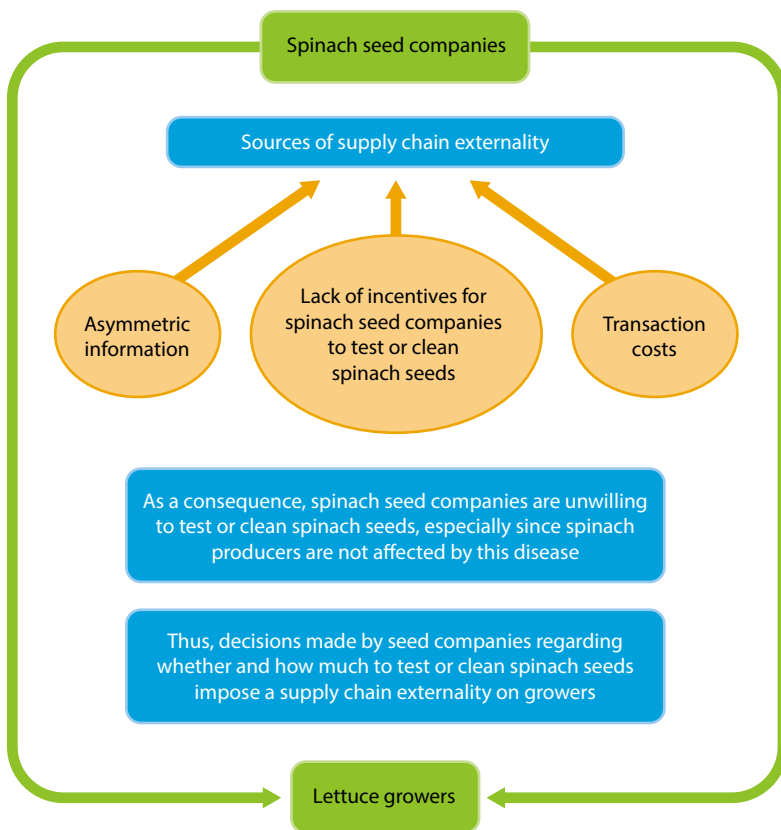 Spinach seed companies
Sources of supply chain externality
Asymmetric
information
Lack of incentives for
spinach seed companies
to test or clean
spinach seeds
Transaction
costs
As a consequence, spinach seed companies are unwilling
to test or clean spinach seeds, especially since spinach
producers are not affected by this disease
Thus, decisions made by seed companies regarding
whether and how much to test or clean spinach seeds
impose a supply chain externality on growers
Lettuce growers